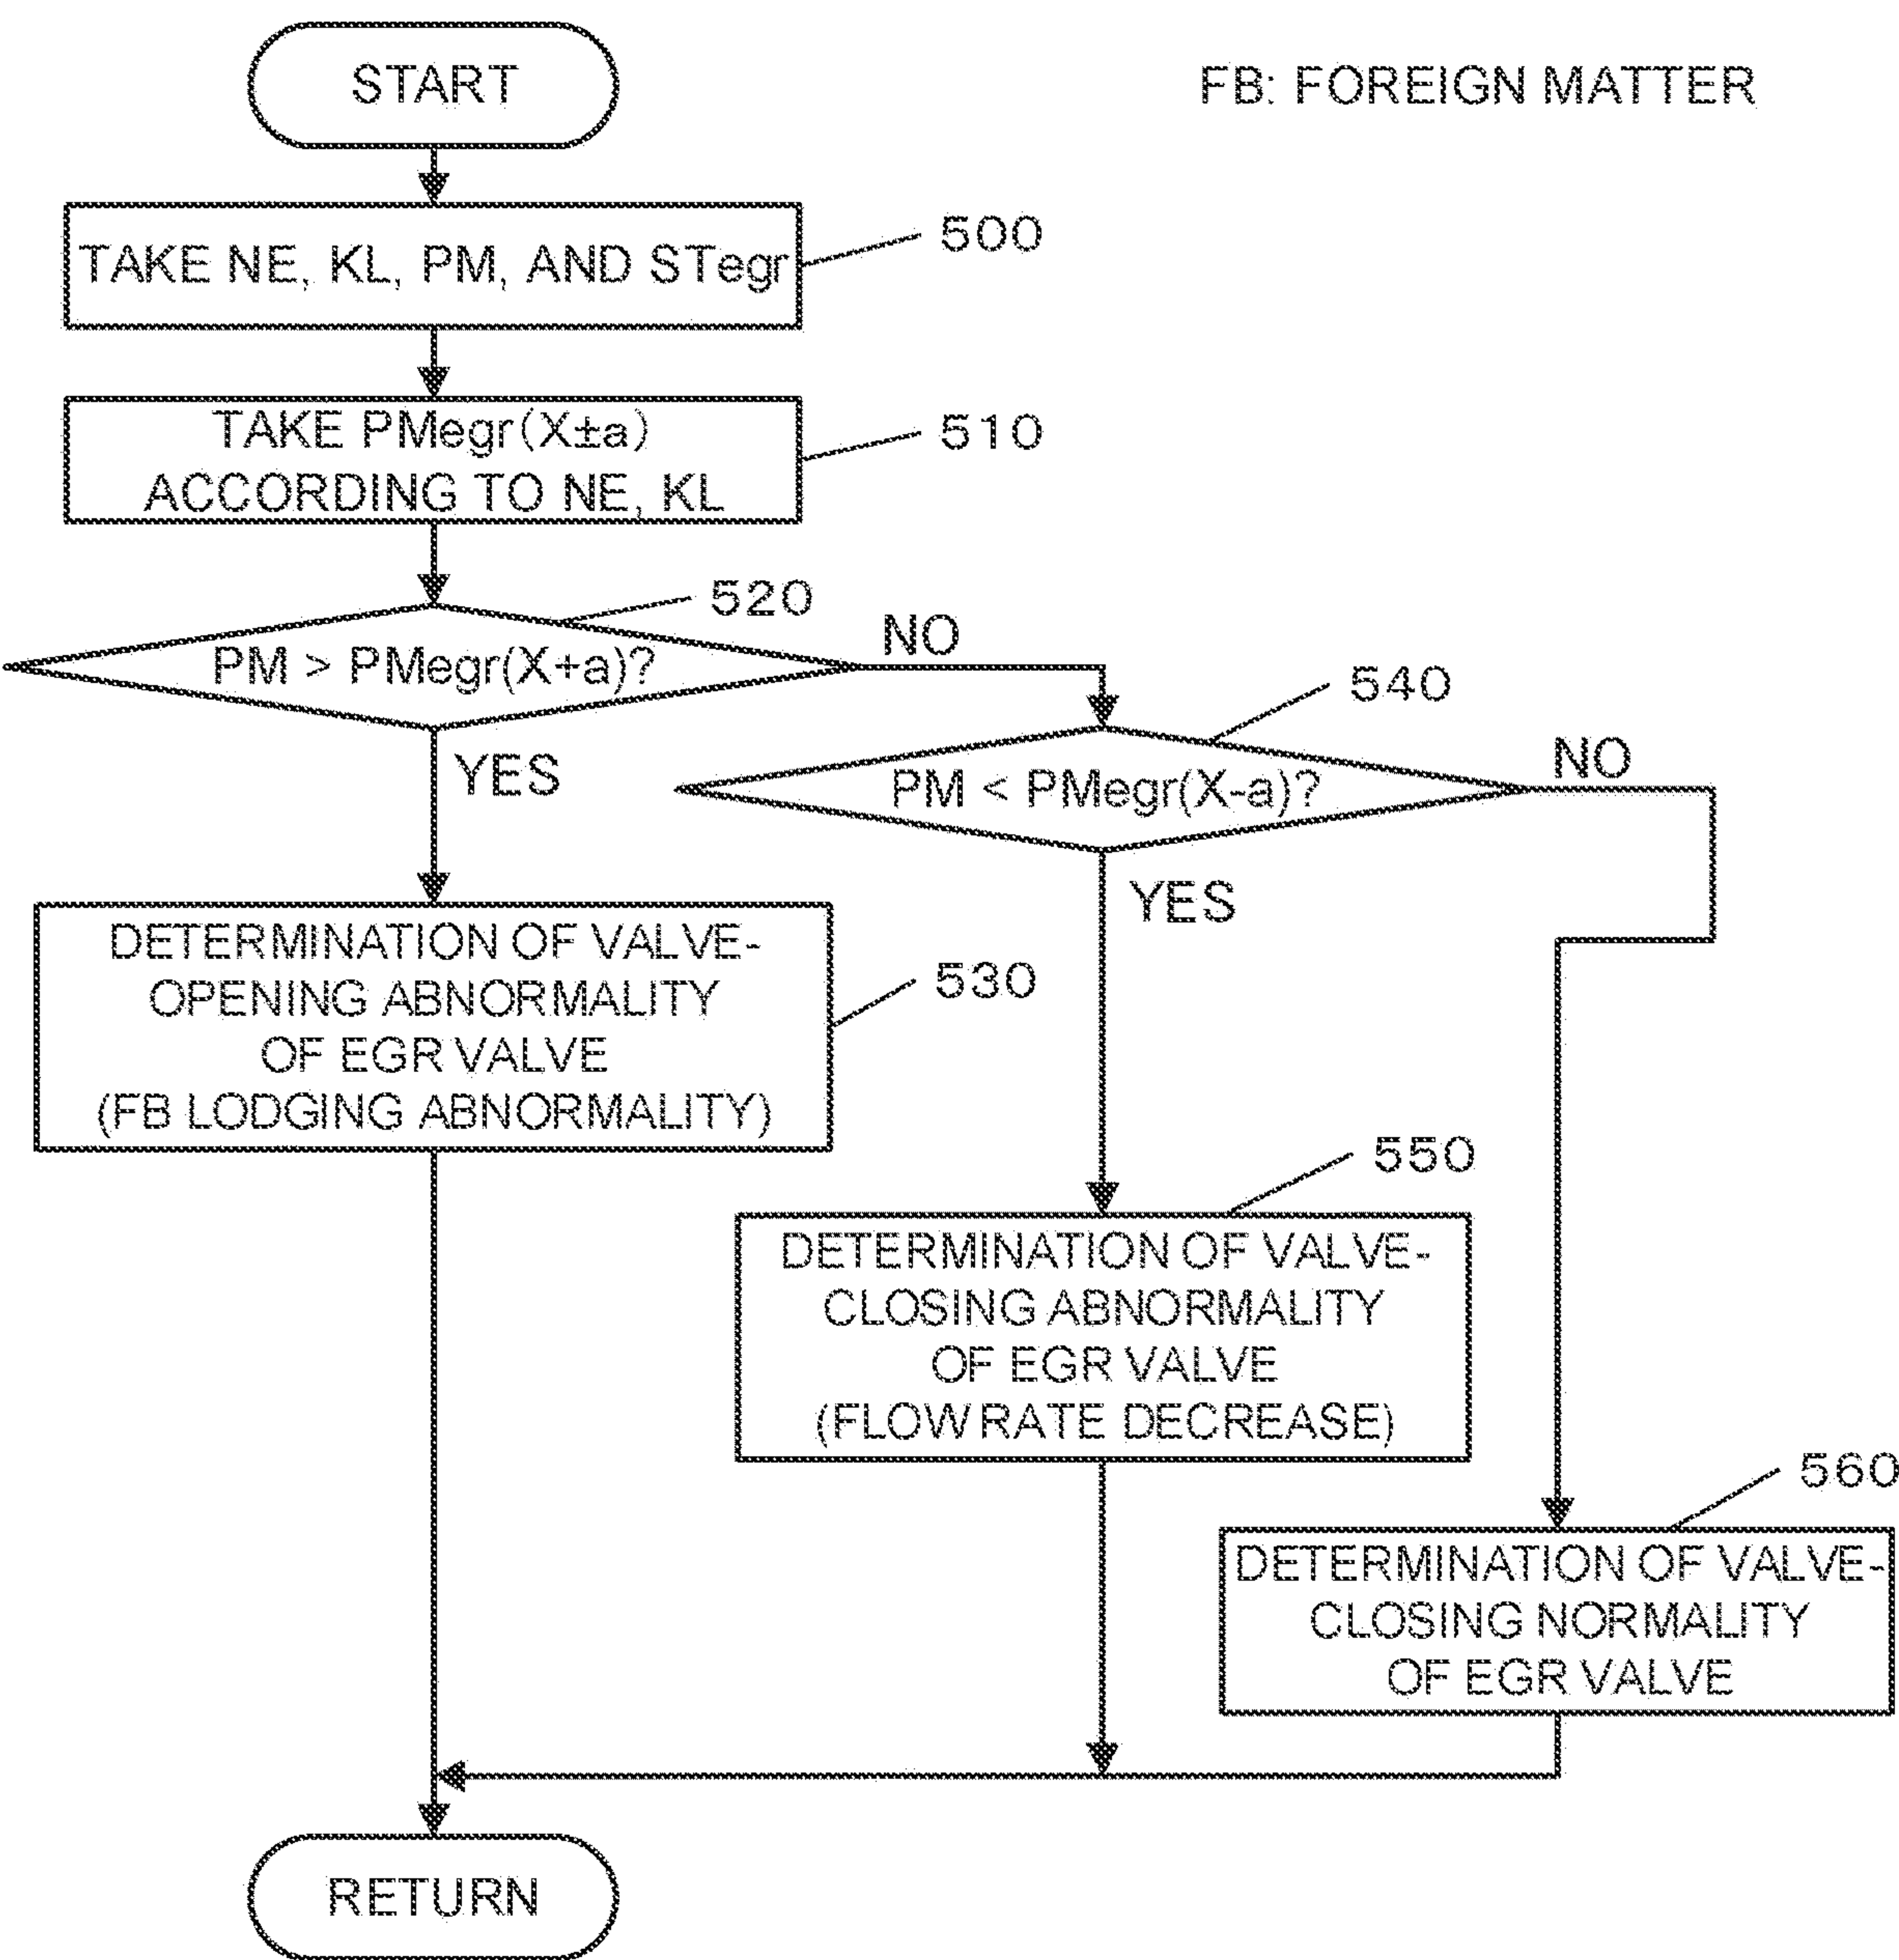 START
FB: FOREIGN MATTER
TAKE NE, KL, PM, AND STegr
500
TAKE PMegr(X±a)
ACCORDING TO NE, KL
510
520
PM > PMegr(X+a)?
NO
540
YES
PM < PMegr(X-a)?
NO
YES
DETERMINATION OF VALVE-
OPENING ABNORMALITY
OF EGR VALVE
(FB LODGING ABNORMALITY)
530
550
DETERMINATION OF VALVE-
CLOSING ABNORMALITY
OF EGR VALVE
(FLOW RATE DECREASE)
560
DETERMINATION OF VALVE-
CLOSING NORMALITY
OF EGR VALVE
RETURN